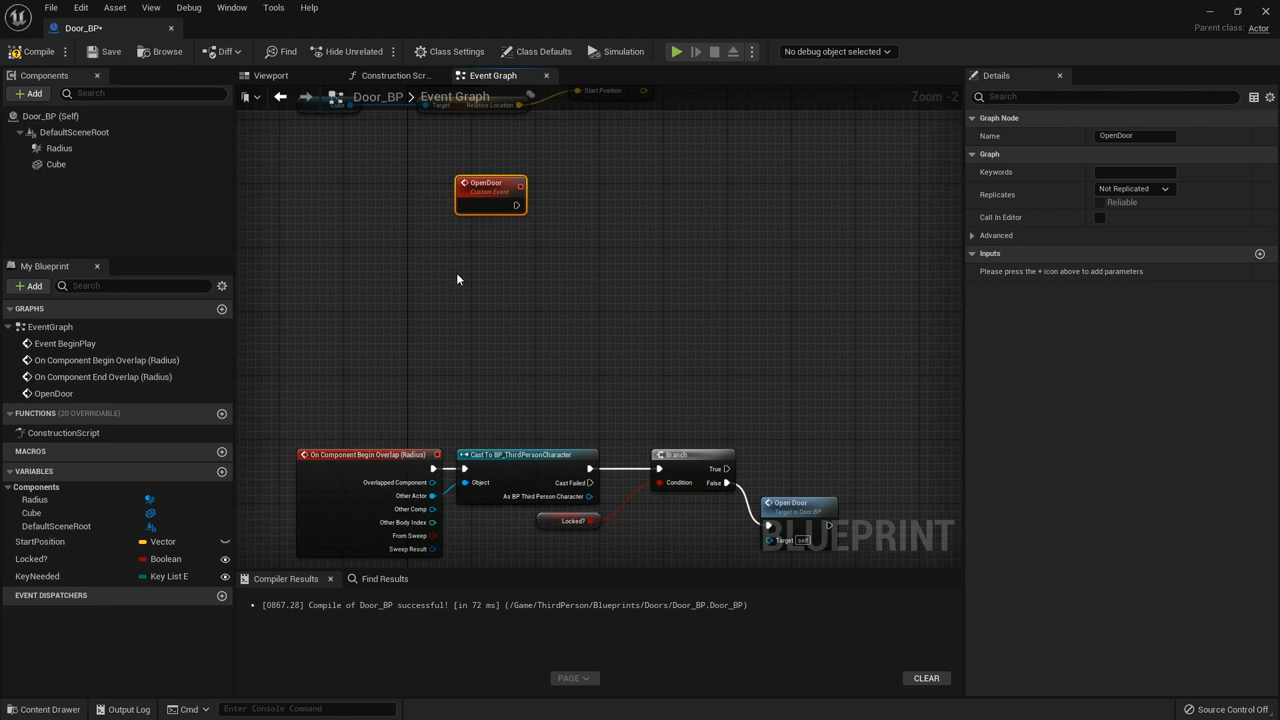 File Edit Asset View Debug Window Tools Help
Door_BP*
Parent class: Actor
Compile Save Browse Diff Find Hide Unrelated Class Settings Class Defaults Simulation No debug object selected
Components
Viewport Construction Scr... Event Graph
Details
Add Search
Door_BP > Event Graph
Zoom -2
Search
Cube Target Relative Location Start Position
Door_BP (Self)
DefaultSceneRoot
Radius
Cube
Graph Node
Name OpenDoor
Graph
Keywords
Replicates Not Replicated
Reliable
Call In Editor
Advanced
Inputs
Please press the + icon above to add parameters
OpenDoor
Custom Event
My Blueprint
Add Search
GRAPHS
EventGraph
Event BeginPlay
On Component Begin Overlap (Radius)
On Component End Overlap (Radius)
OpenDoor
FUNCTIONS (20 OVERRIDABLE)
ConstructionScript
MACROS
VARIABLES
Components
Radius
Cube
DefaultSceneRoot
StartPosition Vector
Locked? Boolean
KeyNeeded Key List E
EVENT DISPATCHERS
On Component Begin Overlap (Radius)
Overlapped Component
Other Actor
Other Comp
Other Body Index
From Sweep
Sweep Result
Cast To BP_ThirdPersonCharacter
Object Cast Failed
As BP Third Person Character
Locked?
Branch
True
Condition False
Open Door
Target is Door BP
Target self
BLUEPRINT
Compiler Results Find Results
[0867.28] Compile of Door_BP successful! [in 72 ms] (/Game/ThirdPerson/Blueprints/Doors/Door_BP.Door_BP)
PAGE CLEAR
Content Drawer Output Log Cmd Enter Console Command Source Control Off